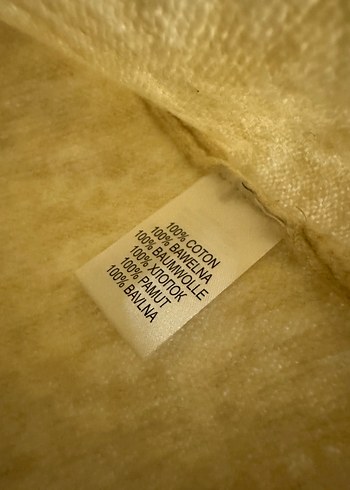 100% COTON
100% BAWEŁNA
100% BAUMWOLLE
100% ХЛОПОК
100% PAMUT
100% BAVLNA